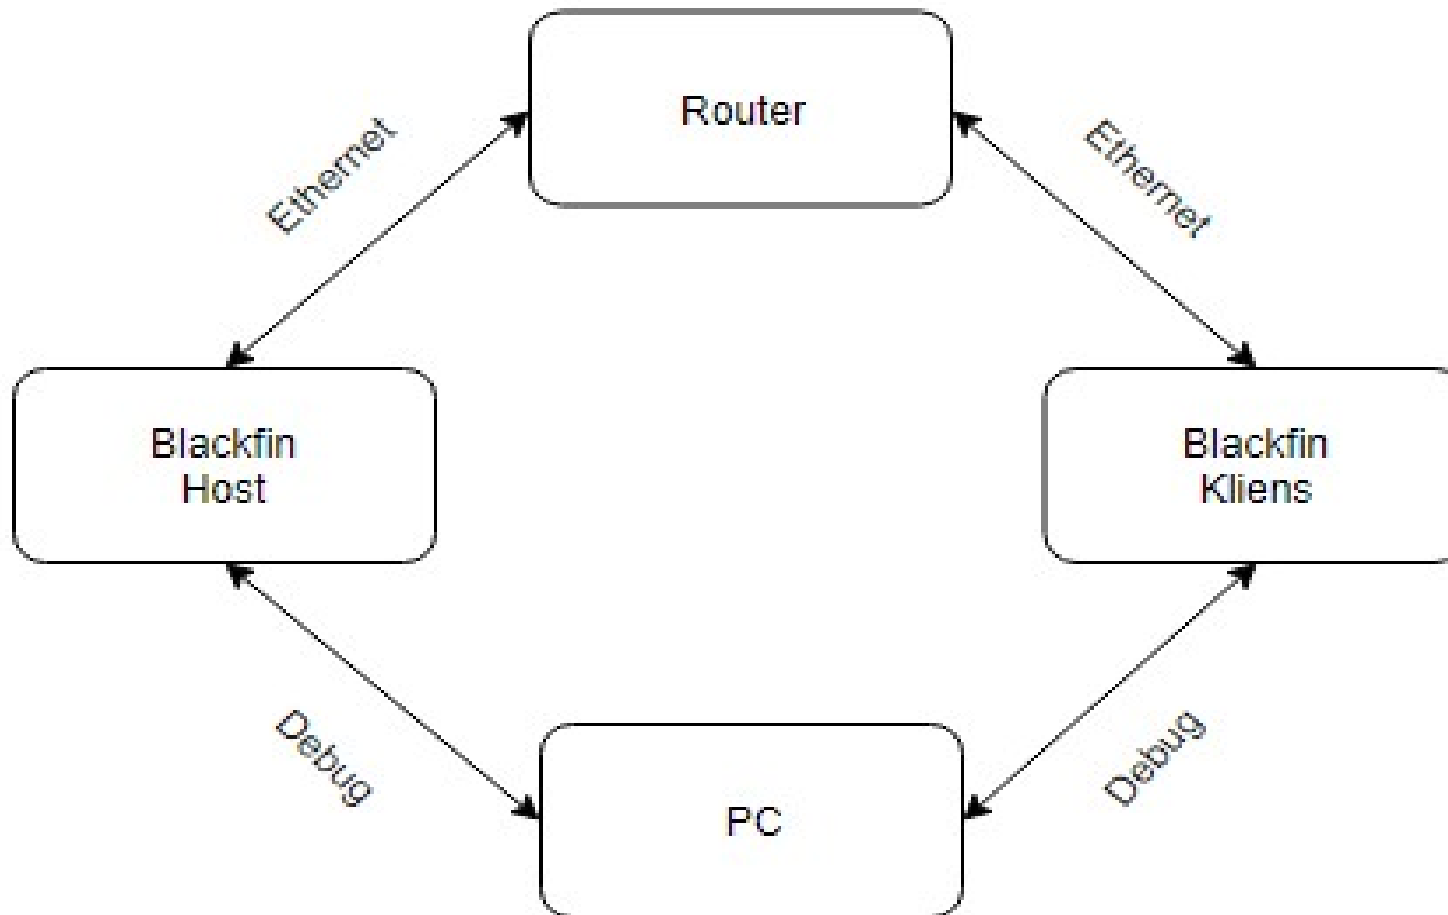 Router
Ethernet
Ethernet
Blackfin
Host
Blackfin
Kliens
Debug
Debug
PC